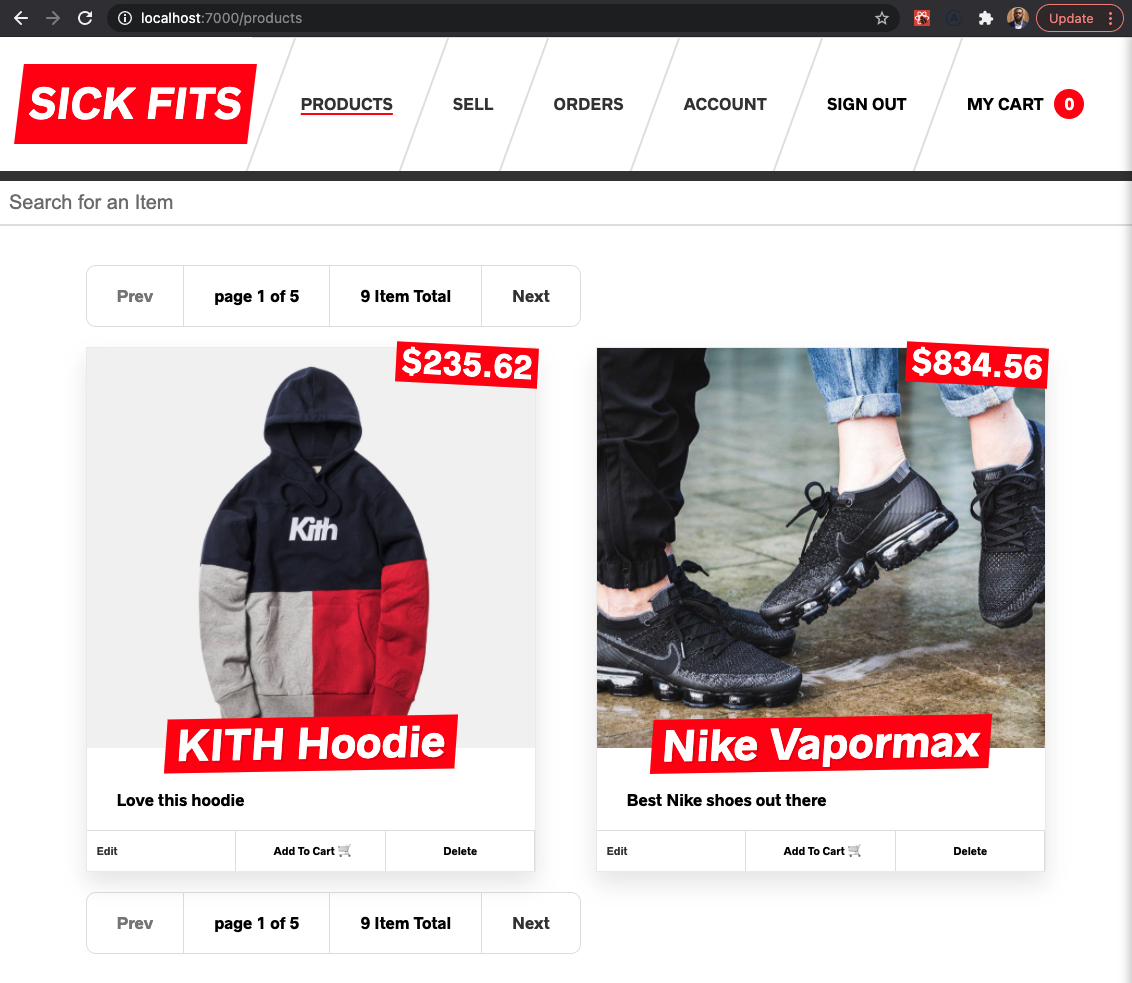 localhost:7000/products
Update
SICK FITS
PRODUCTS
SELL
ORDERS
ACCOUNT
SIGN OUT
MY CART 0
Search for an Item
Prev
page 1 of 5
9 Item Total
Next
$235.62
Kith
KITH Hoodie
Love this hoodie
Edit
Add To Cart 🛒
Delete
$834.56
NIKE
Nike Vapormax
Best Nike shoes out there
Edit
Add To Cart 🛒
Delete
Prev
page 1 of 5
9 Item Total
Next